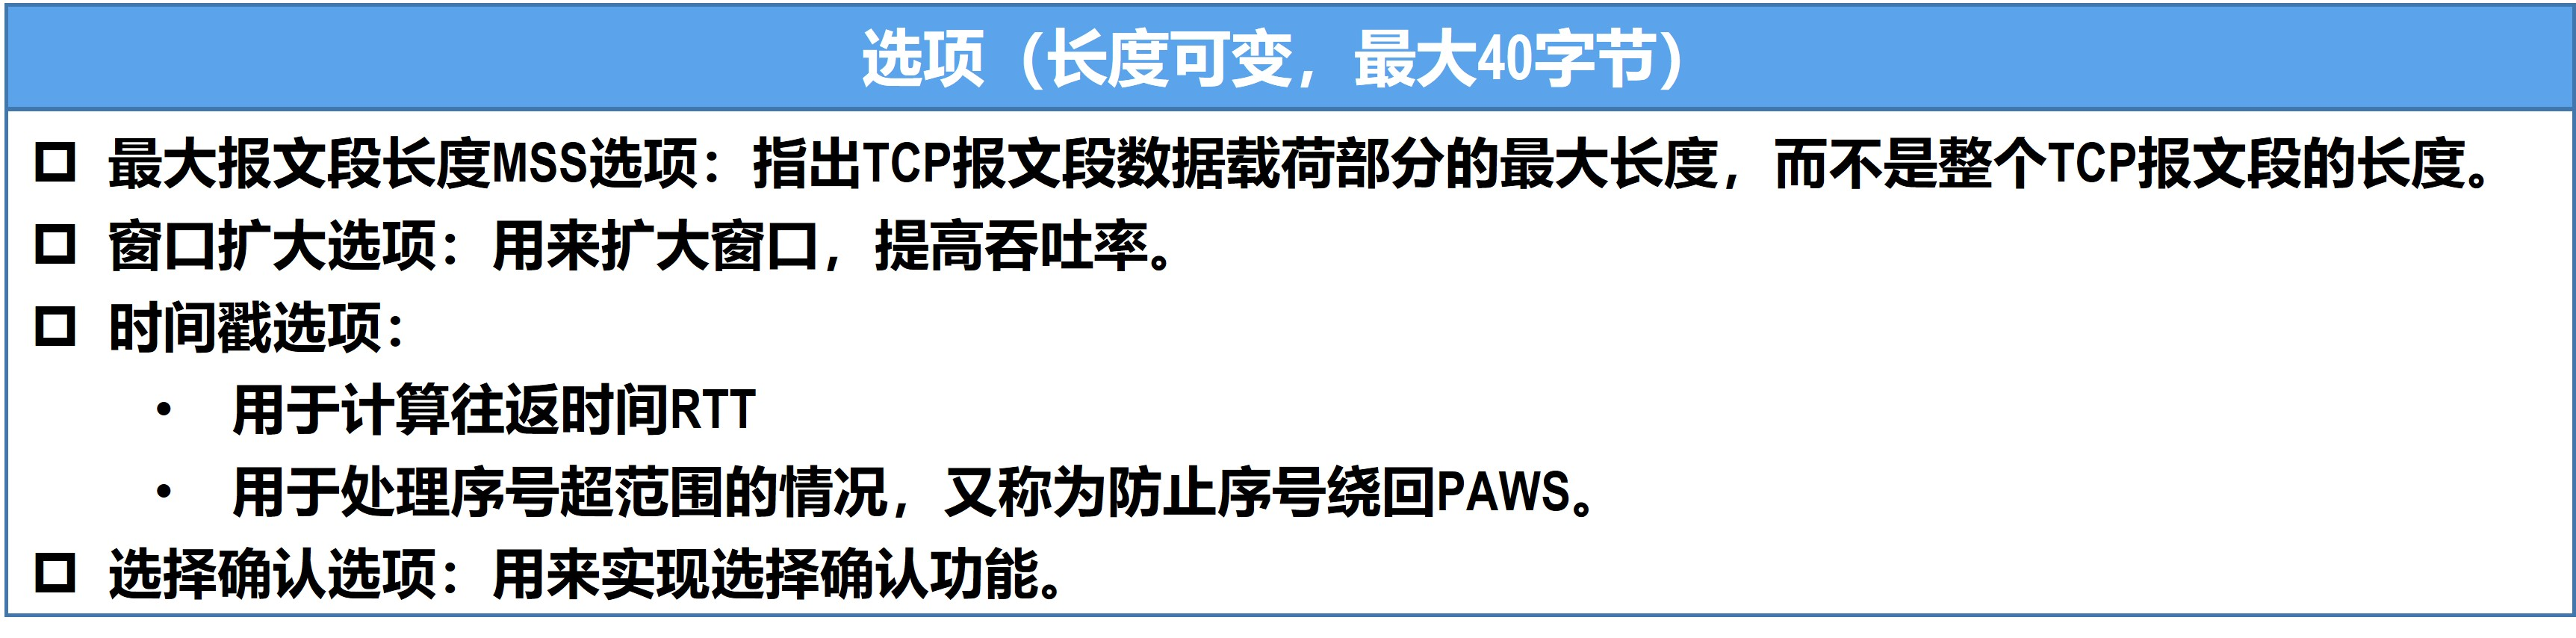 选项（长度可变，最大40字节）
最大报文段长度MSS选项：指出TCP报文段数据载荷部分的最大长度，而不是整个TCP报文段的长度。
窗口扩大选项：用来扩大窗口，提高吞吐率。
时间戳选项：
• 用于计算往返时间RTT
• 用于处理序号超范围的情况，又称为防止序号绕回PAWS。
选择确认选项：用来实现选择确认功能。